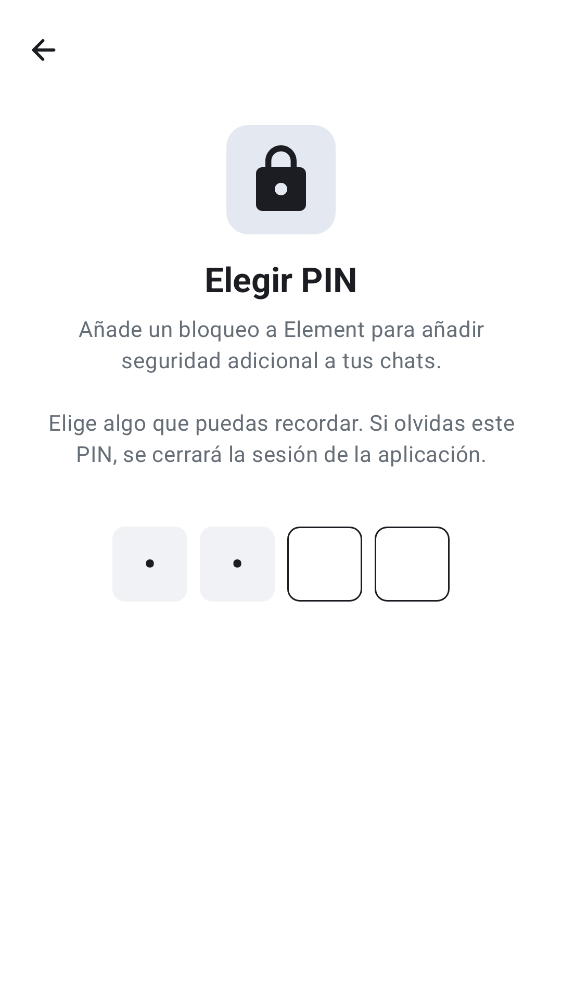 Elegir PIN
Añade un bloqueo a Element para añadir
seguridad adicional a tus chats.
Elige algo que puedas recordar. Si olvidas este
PIN, se cerrará la sesión de la aplicación.